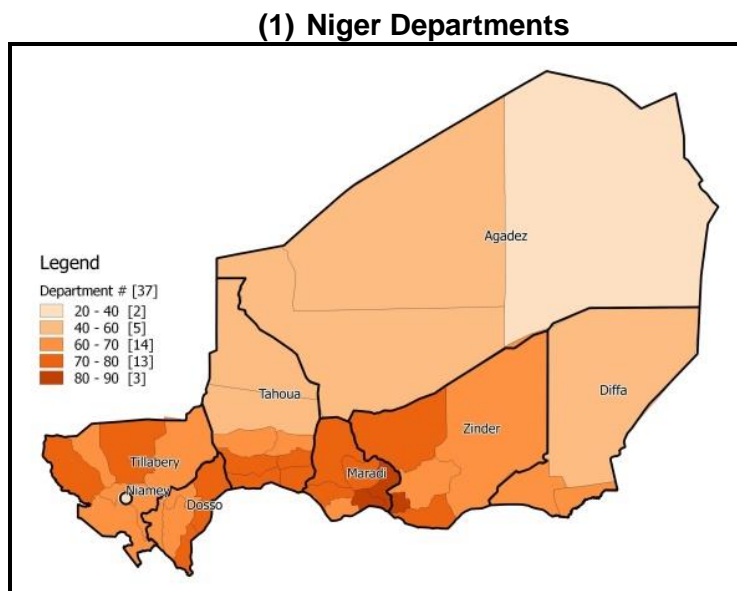 (1) Niger Departments
Agadez
Legend
Department # [37]
20 - 40 [2]
40 - 60 [5]
60 - 70 [14]
70 - 80 [13]
80 - 90 [3]
Tahoua
Diffa
Zinder
Tillabery
Maradi
Niamey
Dosso